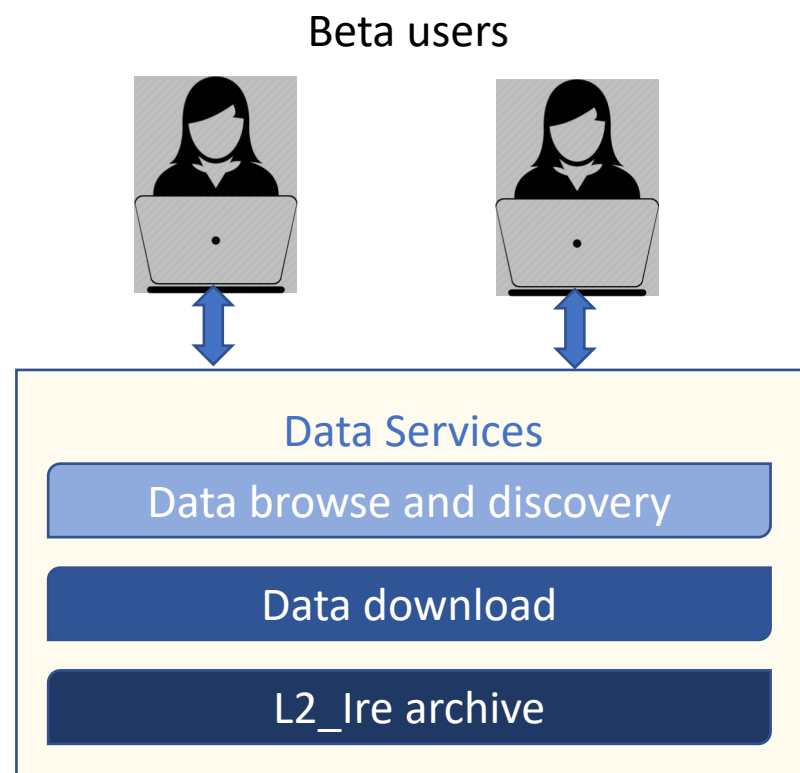 Beta users
Data Services
Data browse and discovery
Data download
L2_Ire archive